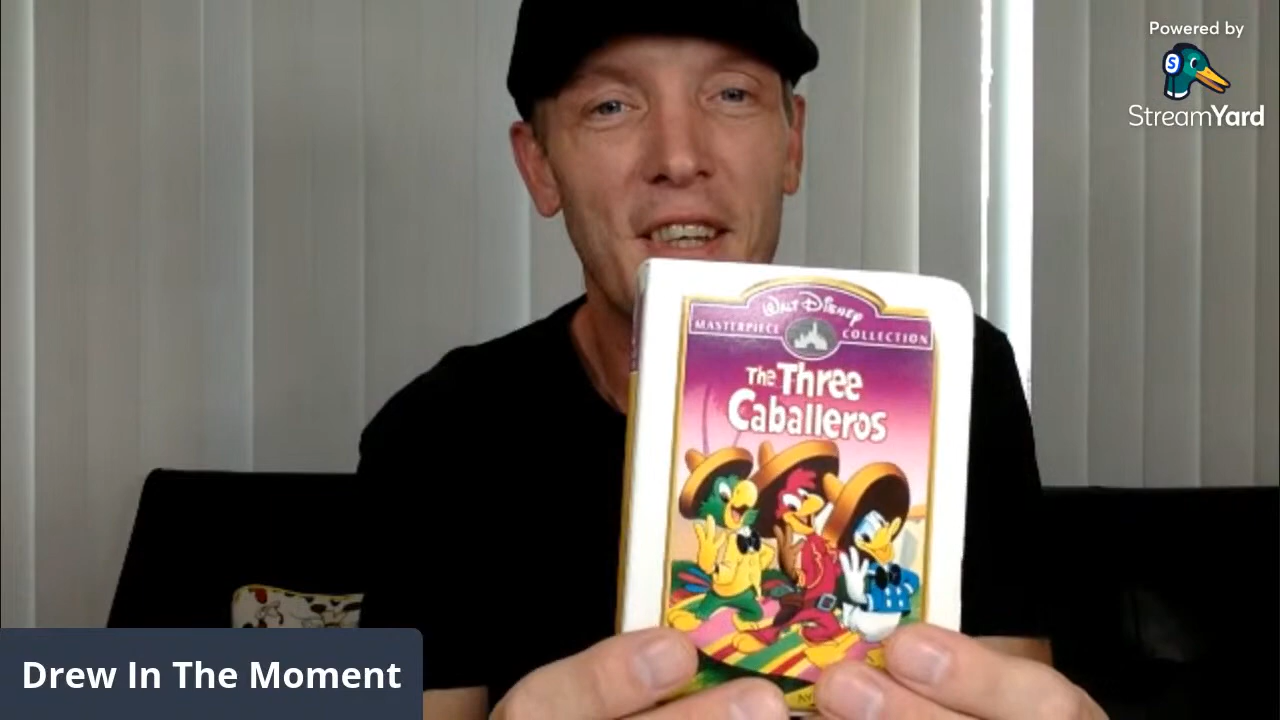 Powered by
S
StreamYard
WALT DISNEY
MASTERPIECE COLLECTION
The Three
Caballeros
Drew In The Moment